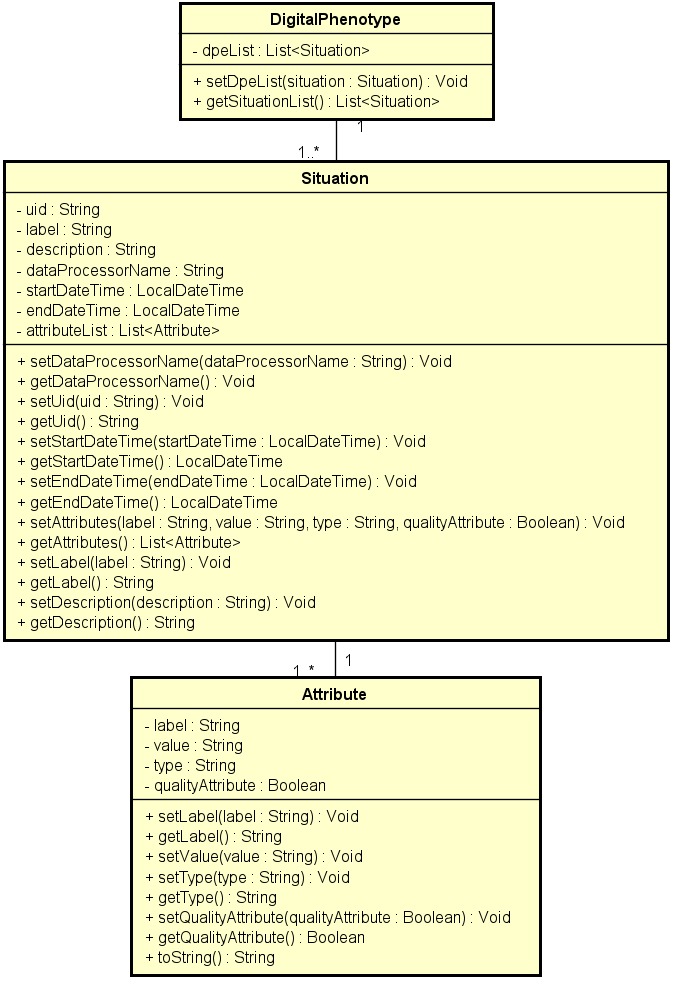 DigitalPhenotype
- dpeList : List<Situation>
+ setDpeList(situation : Situation) : Void
+ getSituationList() : List<Situation>
1
1..*
Situation
- uid : String
- label : String
- description : String
- dataProcessorName : String
- startDateTime : LocalDateTime
- endDateTime : LocalDateTime
- attributeList : List<Attribute>
+ setDataProcessorName(dataProcessorName : String) : Void
+ getDataProcessorName() : Void
+ setUid(uid : String) : Void
+ getUid() : String
+ setStartDateTime(startDateTime : LocalDateTime) : Void
+ getStartDateTime() : LocalDateTime
+ setEndDateTime(endDateTime : LocalDateTime) : Void
+ getEndDateTime() : LocalDateTime
+ setAttributes(label : String, value : String, type : String, qualityAttribute : Boolean) : Void
+ getAttributes() : List<Attribute>
+ setLabel(label : String) : Void
+ getLabel() : String
+ setDescription(description : String) : Void
+ getDescription() : String
1
1..*
Attribute
- label : String
- value : String
- type : String
- qualityAttribute : Boolean
+ setLabel(label : String) : Void
+ getLabel() : String
+ setValue(value : String) : Void
+ setType(type : String) : Void
+ getType() : String
+ setQualityAttribute(qualityAttribute : Boolean) : Void
+ getQualityAttribute() : Boolean
+ toString() : String